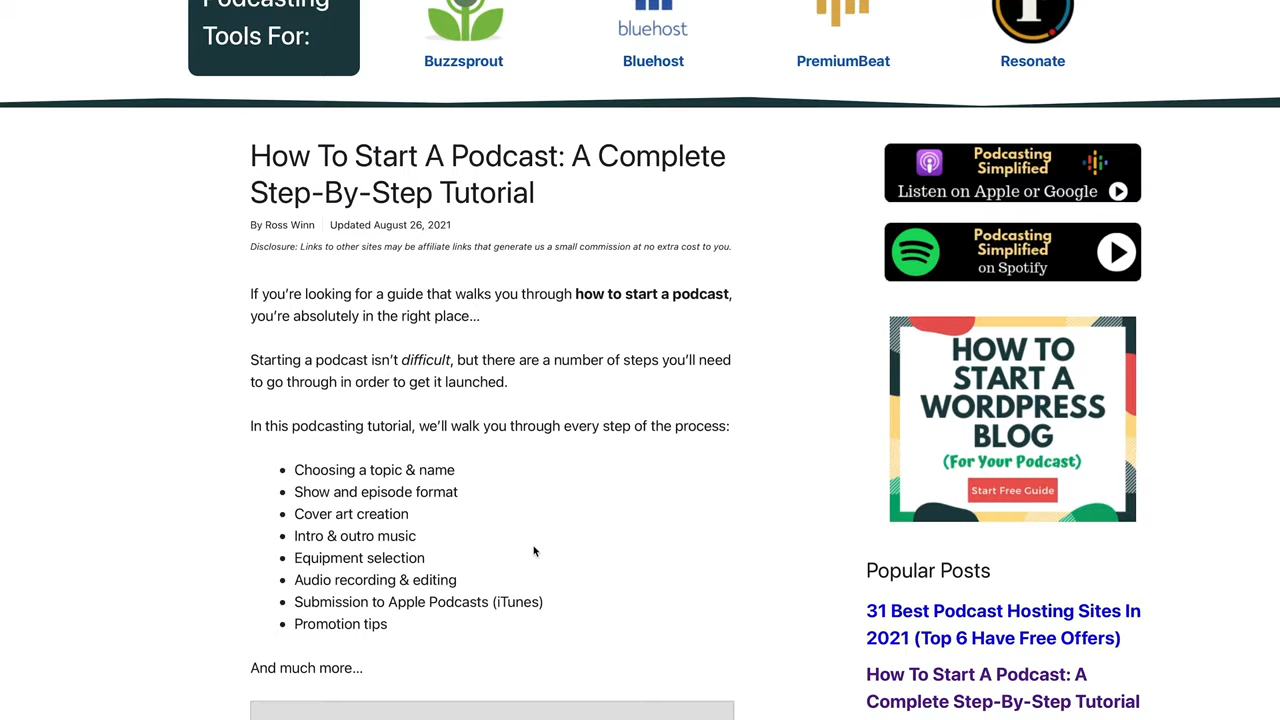 Podcasting
Tools For:
bluehost
Buzzsprout
Bluehost
PremiumBeat
Resonate
How To Start A Podcast: A Complete
Step-By-Step Tutorial
By Ross Winn
Updated August 26, 2021
Disclosure: Links to other sites may be affiliate links that generate us a small commission at no extra cost to you.
If you’re looking for a guide that walks you through how to start a podcast,
you’re absolutely in the right place...
Starting a podcast isn’t difficult, but there are a number of steps you’ll need
to go through in order to get it launched.
In this podcasting tutorial, we’ll walk you through every step of the process:
• Choosing a topic & name
• Show and episode format
• Cover art creation
• Intro & outro music
• Equipment selection
• Audio recording & editing
• Submission to Apple Podcasts (iTunes)
• Promotion tips
And much more...
Podcasting
Simplified
Listen on Apple or Google
Podcasting
Simplified
on Spotify
HOW TO
START A
WORDPRESS
BLOG
(For Your Podcast)
Start Free Guide
Popular Posts
31 Best Podcast Hosting Sites In
2021 (Top 6 Have Free Offers)
How To Start A Podcast: A
Complete Step-By-Step Tutorial